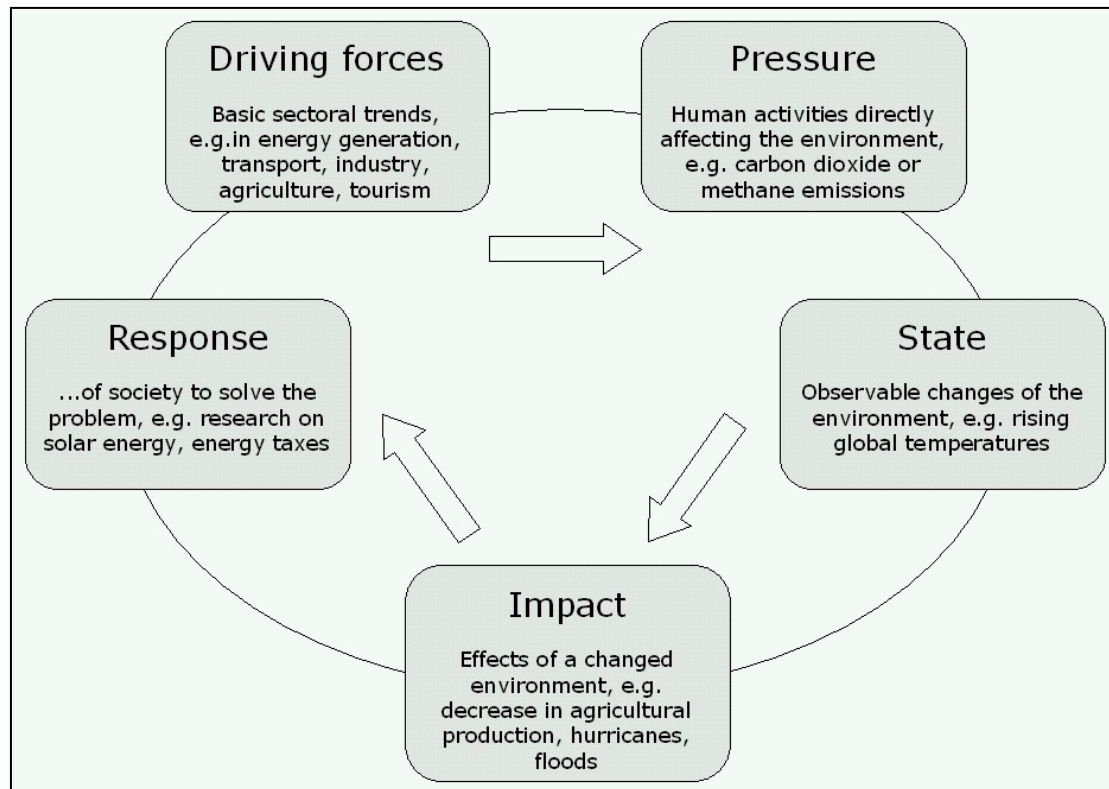 Driving forces
Basic sectoral trends,
e.g.in energy generation,
transport, industry,
agriculture, tourism
Pressure
Human activities directly
affecting the environment,
e.g. carbon dioxide or
methane emissions
Response
...of society to solve the
problem, e.g. research on
solar energy, energy taxes
State
Observable changes of the
environment, e.g. rising
global temperatures
Impact
Effects of a changed
environment, e.g.
decrease in agricultural
production, hurricanes,
floods